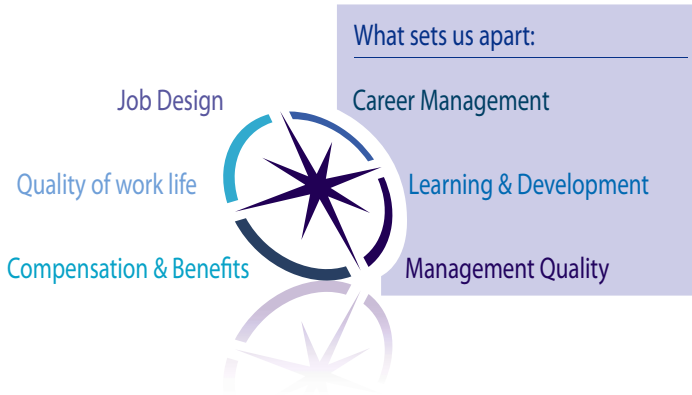 What sets us apart:
Job Design
Career Management
Quality of work life
Learning & Development
Compensation & Benefits
Management Quality